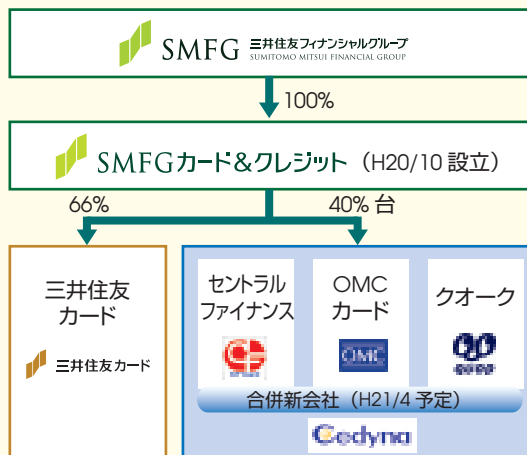 SMFG 三井住友フィナンシャルグループ
SUMITOMO MITSUI FINANCIAL GROUP
100%
SMFGカード&クレジット (H20/10 設立)
66%
40% 台
三井住友
カード
三井住友カード
セントラル
ファイナンス
OMC
カード
OMC
クオーク
合併新会社 (H21/4 予定)
Cedyna